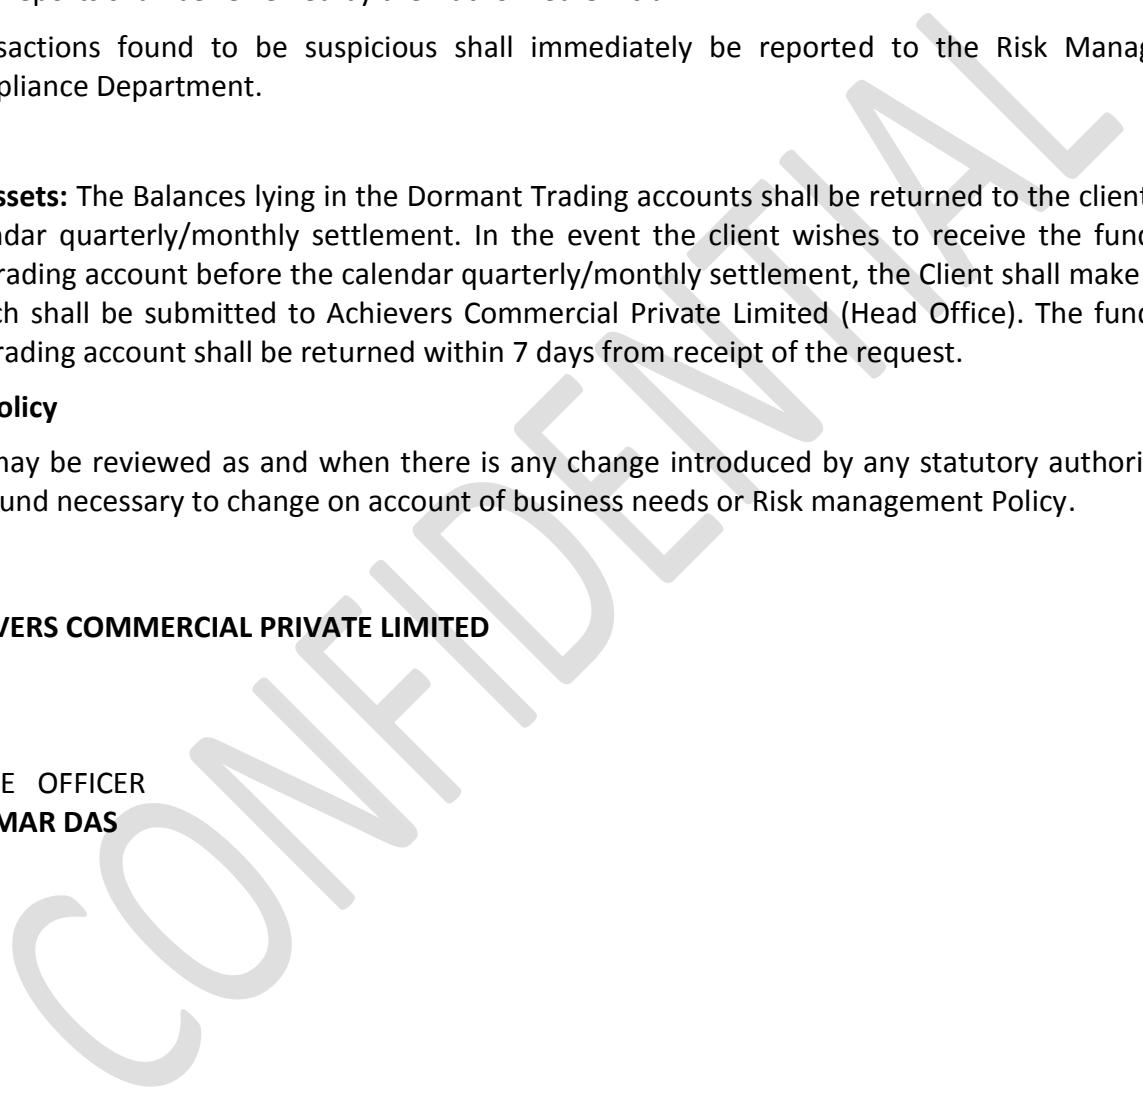 sactions found to be suspicious shall immediately be reported to the Risk Manag
pliance Department.
ssets: The Balances lying in the Dormant Trading accounts shall be returned to the client
ndar quarterly/monthly settlement. In the event the client wishes to receive the fund
rading account before the calendar quarterly/monthly settlement, the Client shall make
ch shall be submitted to Achievers Commercial Private Limited (Head Office). The fund
rading account shall be returned within 7 days from receipt of the request.
olicy
may be reviewed as and when there is any change introduced by any statutory authori
und necessary to change on account of business needs or Risk management Policy.
VERS COMMERCIAL PRIVATE LIMITED
E OFFICER
MAR DAS
CONFIDENTIAL